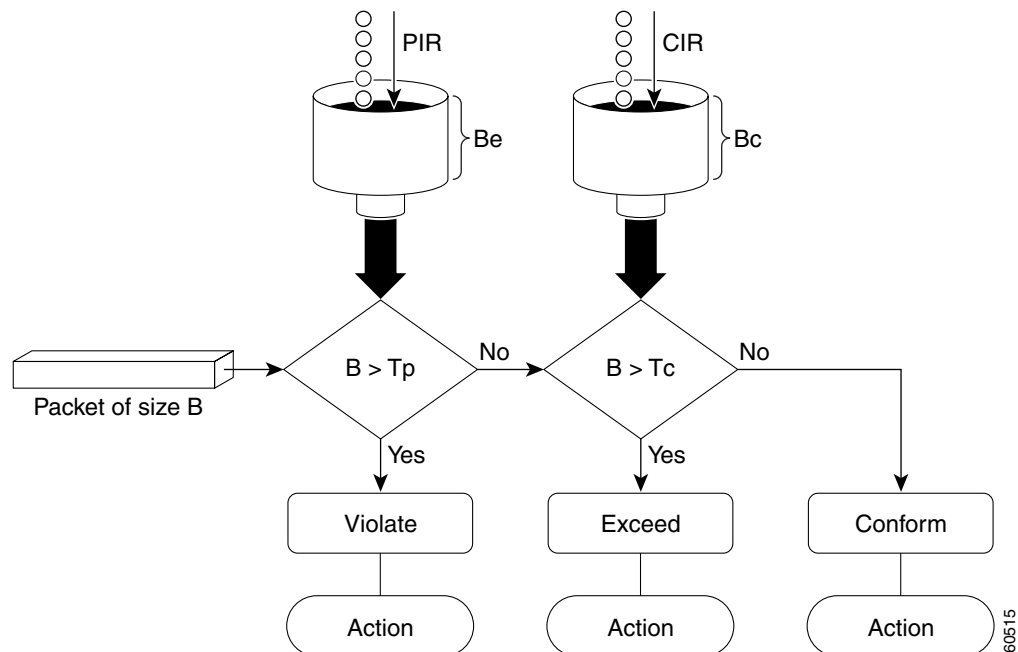 PIR
CIR
Be
Bc
B > Tp
No
B > Tc
No
Packet of size B
Yes
Yes
Violate
Exceed
Conform
Action
Action
Action
60515